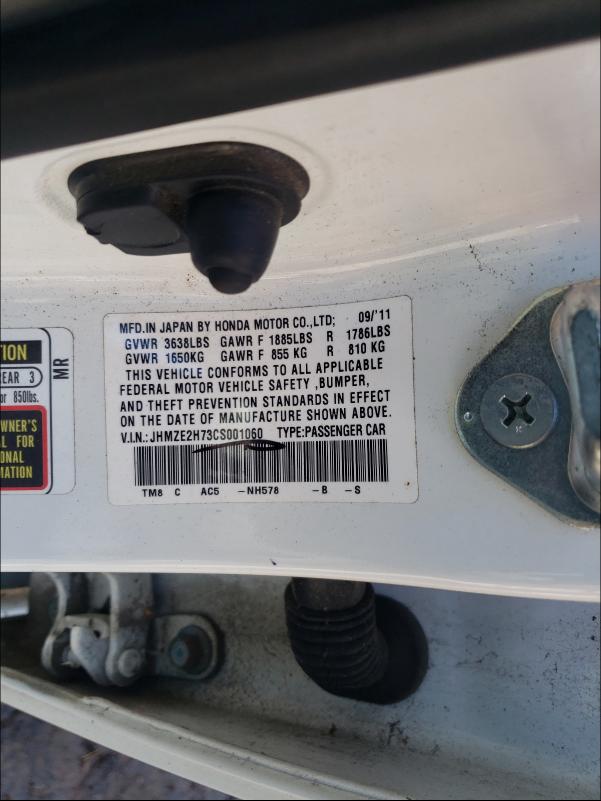 MFD.IN JAPAN BY HONDA MOTOR CO.,LTD; 09/'11
GVWR 3638LBS GAWR F 1885LBS R 1786LBS
GVWR 1650KG GAWR F 855 KG R 810 KG
THIS VEHICLE CONFORMS TO ALL APPLICABLE
FEDERAL MOTOR VEHICLE SAFETY ,BUMPER,
AND THEFT PREVENTION STANDARDS IN EFFECT
ON THE DATE OF MANUFACTURE SHOWN ABOVE.
V.I.N.:JHMZE2H73CS001060 TYPE:PASSENGER CAR
TM8 C AC5 -NH578 -B -S
TION
REAR 3
or 850lbs.
WNER'S
L FOR
ONAL
MATION
MR